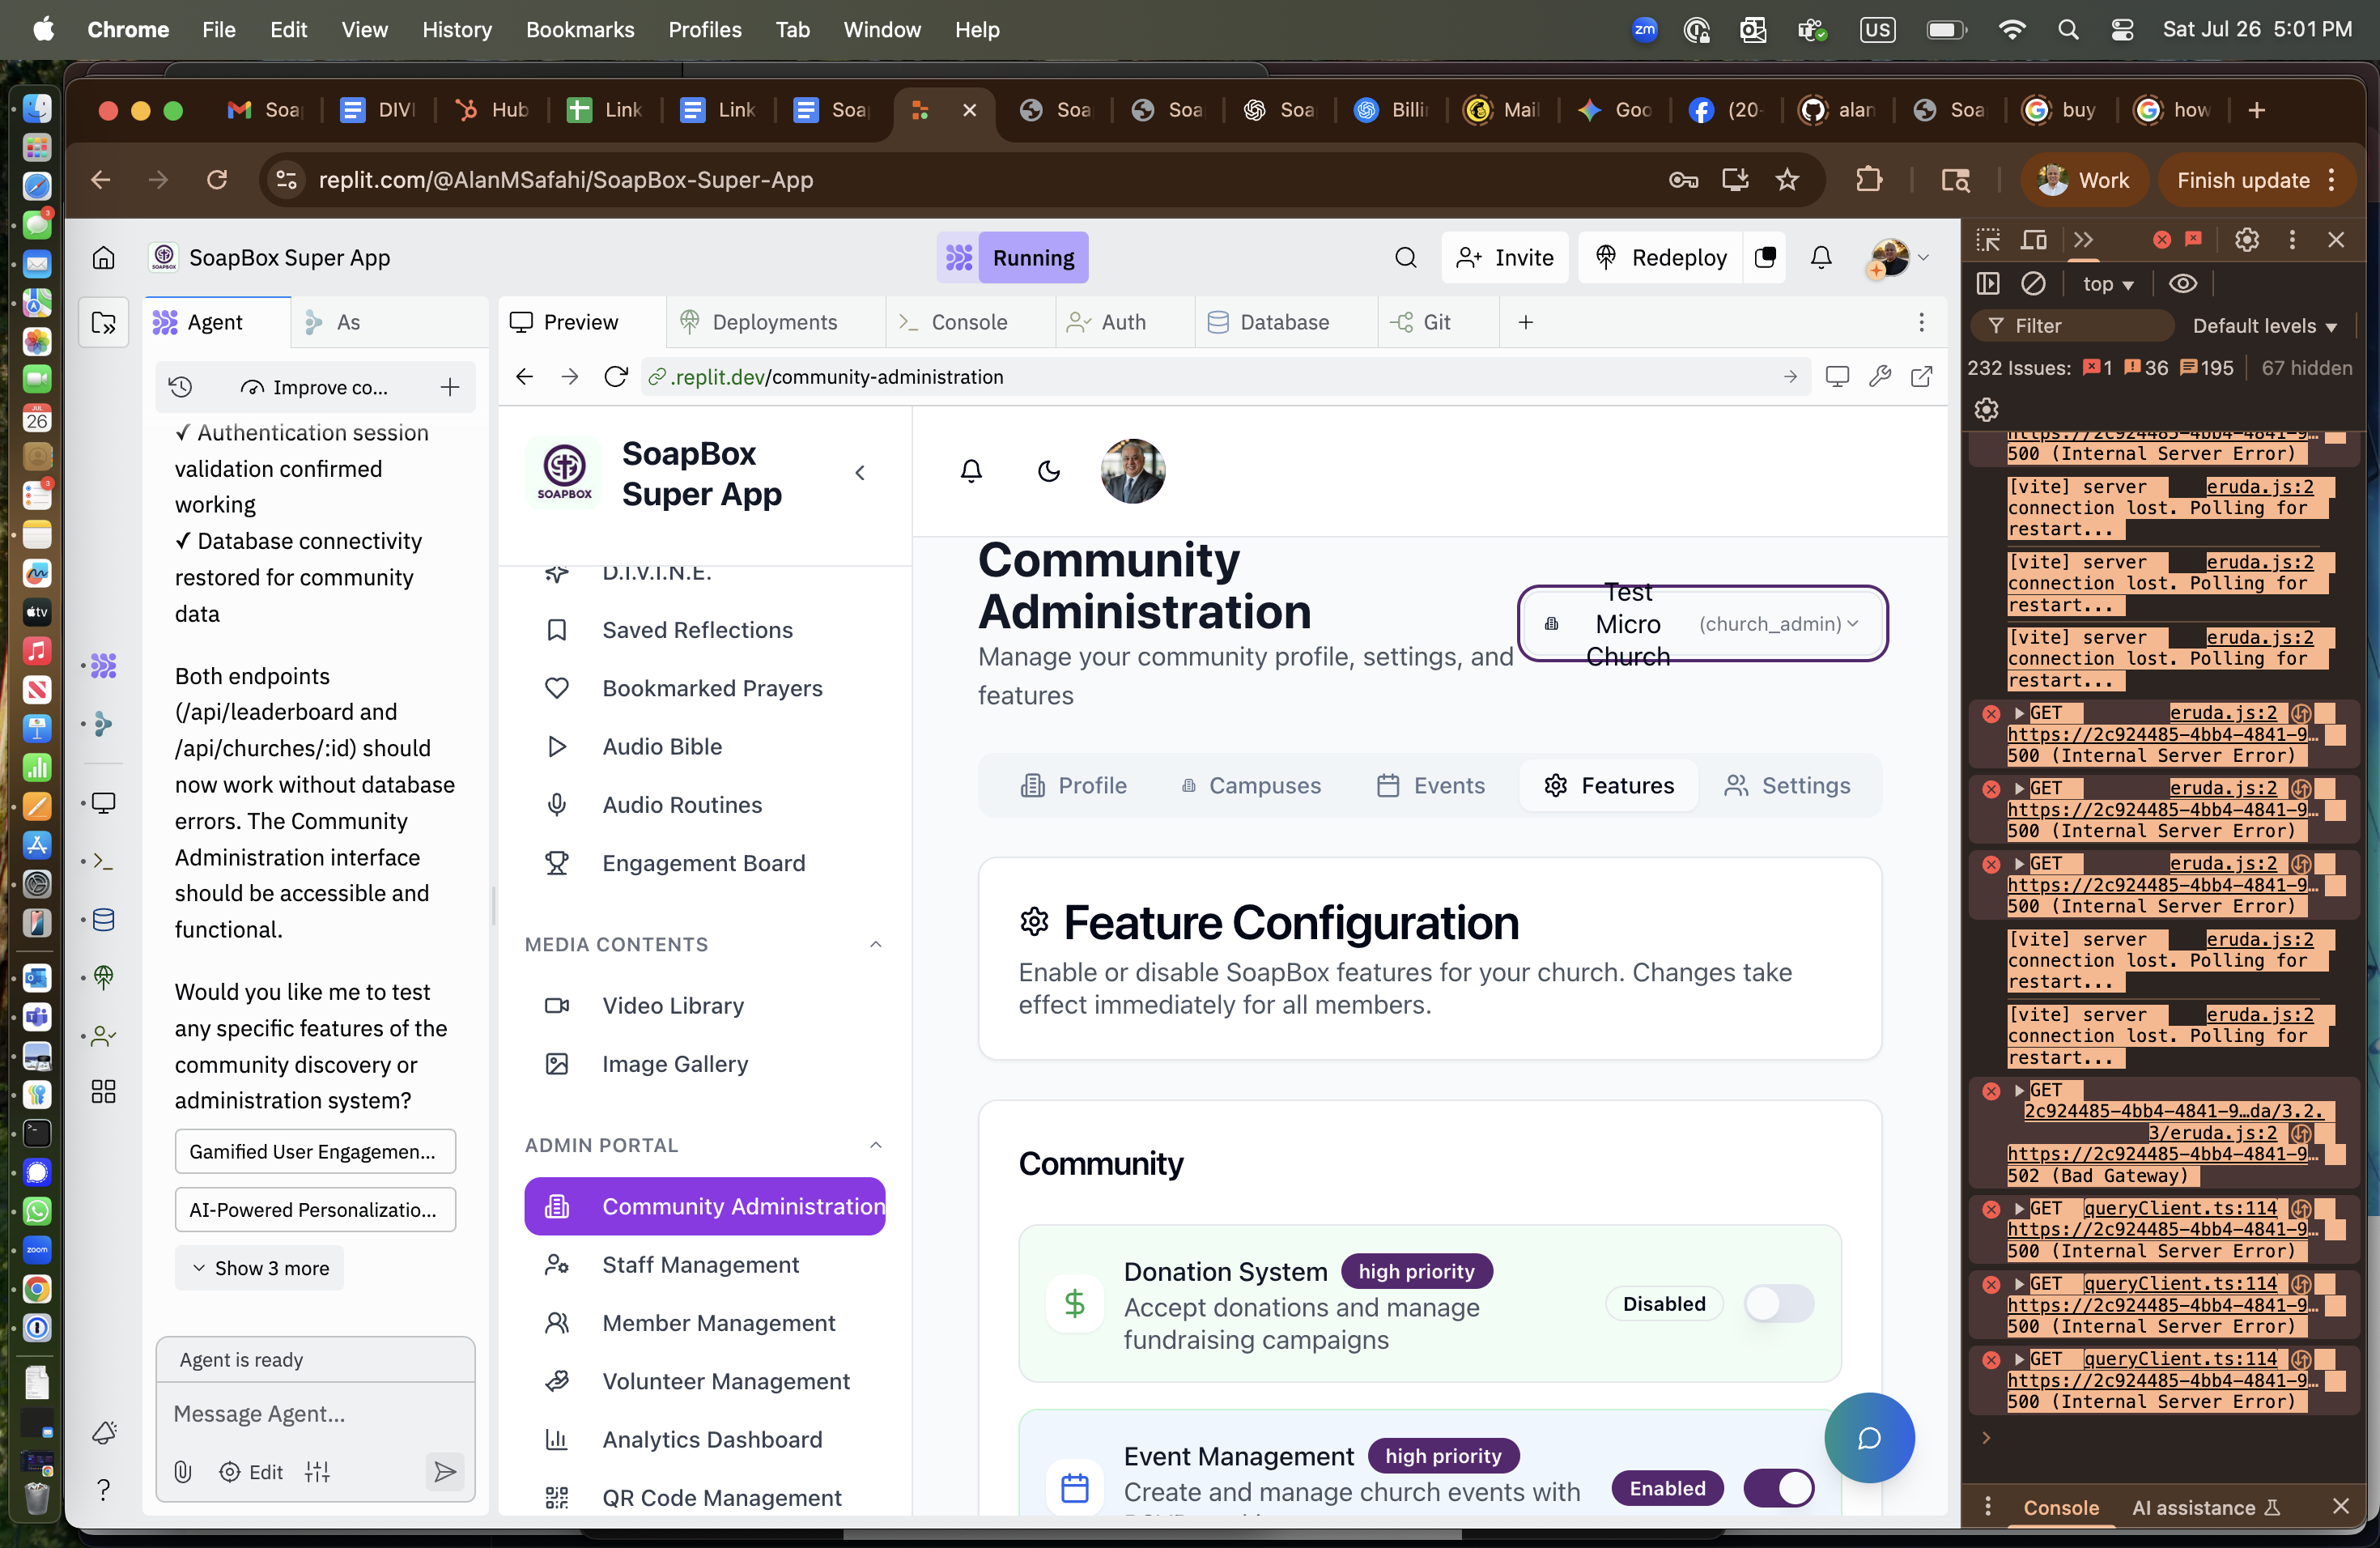 Chrome File Edit View History Bookmarks Profiles Tab Window Help
zm US Sat Jul 26 5:01 PM
Soa DIVI Hub Link Link Soa Soa Soa Soa Billi Mail Goo (20- alan Soa buy how
replit.com/@AlanMSafahi/SoapBox-Super-App
Work
Finish update
SoapBox Super App
Running
Invite
Redeploy
Agent
As
Improve co...
✓ Authentication session
validation confirmed
working
✓ Database connectivity
restored for community
data
Both endpoints
(/api/leaderboard and
/api/churches/:id) should
now work without database
errors. The Community
Administration interface
should be accessible and
functional.
Would you like me to test
any specific features of the
community discovery or
administration system?
Gamified User Engagemen...
AI-Powered Personalizatio...
Show 3 more
Agent is ready
Message Agent...
Edit
Preview
Deployments
Console
Auth
Database
Git
.replit.dev/community-administration
SOAPBOX
SoapBox
Super App
D.I.V.I.N.E.
Saved Reflections
Bookmarked Prayers
Audio Bible
Audio Routines
Engagement Board
MEDIA CONTENTS
Video Library
Image Gallery
ADMIN PORTAL
Community Administration
Staff Management
Member Management
Volunteer Management
Analytics Dashboard
QR Code Management
Community
Administration
Manage your community profile, settings, and
features
Test
Micro
Church
(church_admin)
Profile
Campuses
Events
Features
Settings
Feature Configuration
Enable or disable SoapBox features for your church. Changes take
effect immediately for all members.
Community
Donation System
high priority
Accept donations and manage
fundraising campaigns
Disabled
Event Management
high priority
Create and manage church events with
Enabled
top
Filter
Default levels
232 Issues: 1 36 195 67 hidden
https://2c924485-4bb4-4841-9…
500 (Internal Server Error)
[vite] server eruda.js:2
connection lost. Polling for
restart...
[vite] server eruda.js:2
connection lost. Polling for
restart...
[vite] server eruda.js:2
connection lost. Polling for
restart...
GET eruda.js:2
https://2c924485-4bb4-4841-9…
500 (Internal Server Error)
GET eruda.js:2
https://2c924485-4bb4-4841-9…
500 (Internal Server Error)
GET eruda.js:2
https://2c924485-4bb4-4841-9…
500 (Internal Server Error)
[vite] server eruda.js:2
connection lost. Polling for
restart...
[vite] server eruda.js:2
connection lost. Polling for
restart...
GET
2c924485-4bb4-4841-9…da/3.2.
3/eruda.js:2
https://2c924485-4bb4-4841-9…
502 (Bad Gateway)
GET queryClient.ts:114
https://2c924485-4bb4-4841-9…
500 (Internal Server Error)
GET queryClient.ts:114
https://2c924485-4bb4-4841-9…
500 (Internal Server Error)
GET queryClient.ts:114
https://2c924485-4bb4-4841-9…
500 (Internal Server Error)
Console
AI assistance